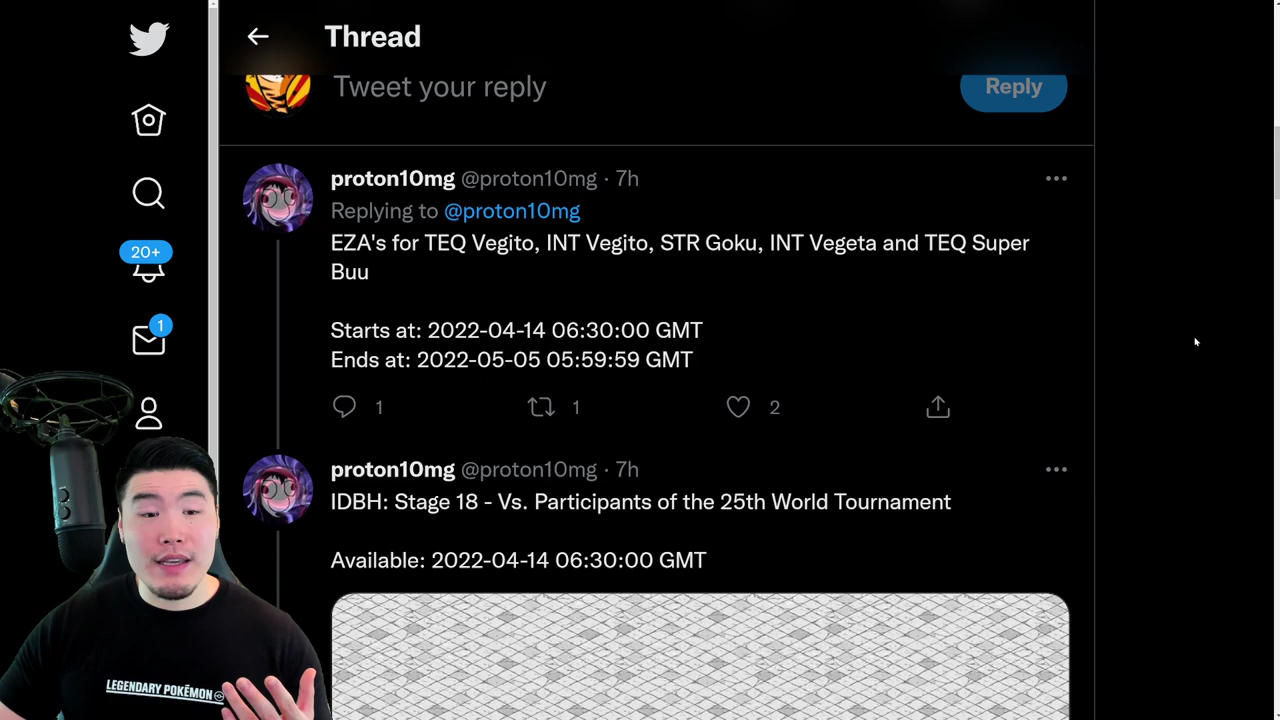 Thread
Tweet your reply
Reply
proton10mg @proton10mg · 7h
Replying to @proton10mg
EZA's for TEQ Vegito, INT Vegito, STR Goku, INT Vegeta and TEQ Super
Buu
20+
Starts at: 2022-04-14 06:30:00 GMT
1
Ends at: 2022-05-05 05:59:59 GMT
1 1 2
proton10mg @proton10mg · 7h
IDBH: Stage 18 - Vs. Participants of the 25th World Tournament
Available: 2022-04-14 06:30:00 GMT
LEGENDARY POKÉMON